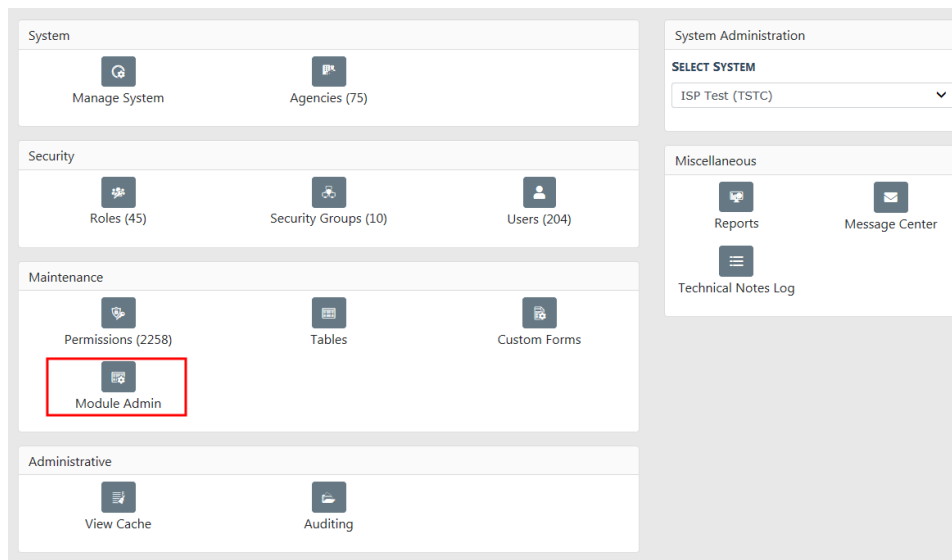 System
Manage System
Agencies (75)
Security
Roles (45)
Security Groups (10)
Users (204)
Maintenance
Permissions (2258)
Tables
Custom Forms
Module Admin
Administrative
View Cache
Auditing
System Administration
SELECT SYSTEM
ISP Test (TSTC)
Miscellaneous
Reports
Message Center
Technical Notes Log